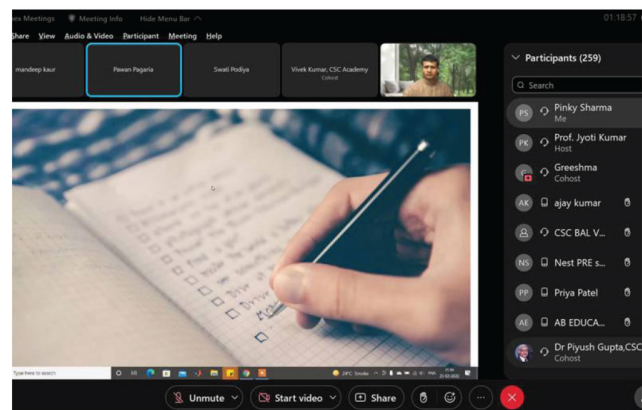 ex Meetings Meeting Info Hide Menu Bar 01:18:57
Share View Audio & Video Participant Meeting Help
mandeep kaur
Pawan Pagaria
Swati Podiya
Vivek Kumar, CSC Academy
Cohost
Participants (259)
Search
PS Pinky Sharma
Me
PK Prof. Jyoti Kumar
Host
G Greeshma
Cohost
AK ajay kumar
CSC BAL V...
NS Nest PRE s...
PP Priya Patel
AE AB EDUCA...
Dr Piyush Gupta,CSC
Cohost
Type here to search
24°C Smoke ENG
Unmute Start video Share